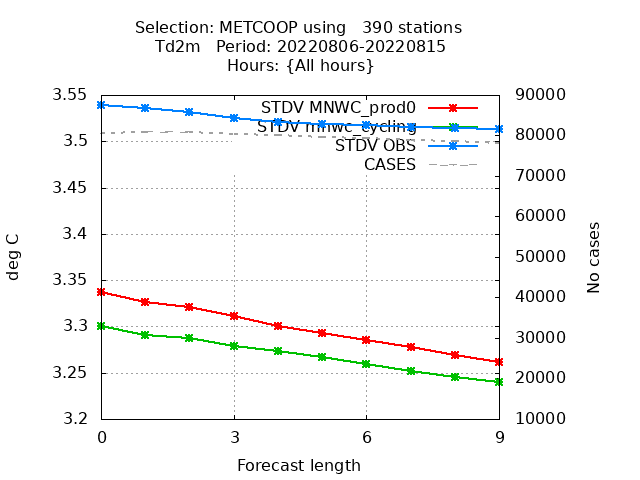 Selection: METCOOP using   390 stations
Td2m   Period: 20220806-20220815
Hours: {All hours}
3.55
3.5
3.45
3.4
3.35
3.3
3.25
3.2
deg C
90000
80000
70000
60000
50000
40000
30000
20000
10000
No cases
STDV MNWC_prod0
STDV mnwc_cycling
STDV OBS
CASES
0
3
6
9
Forecast length